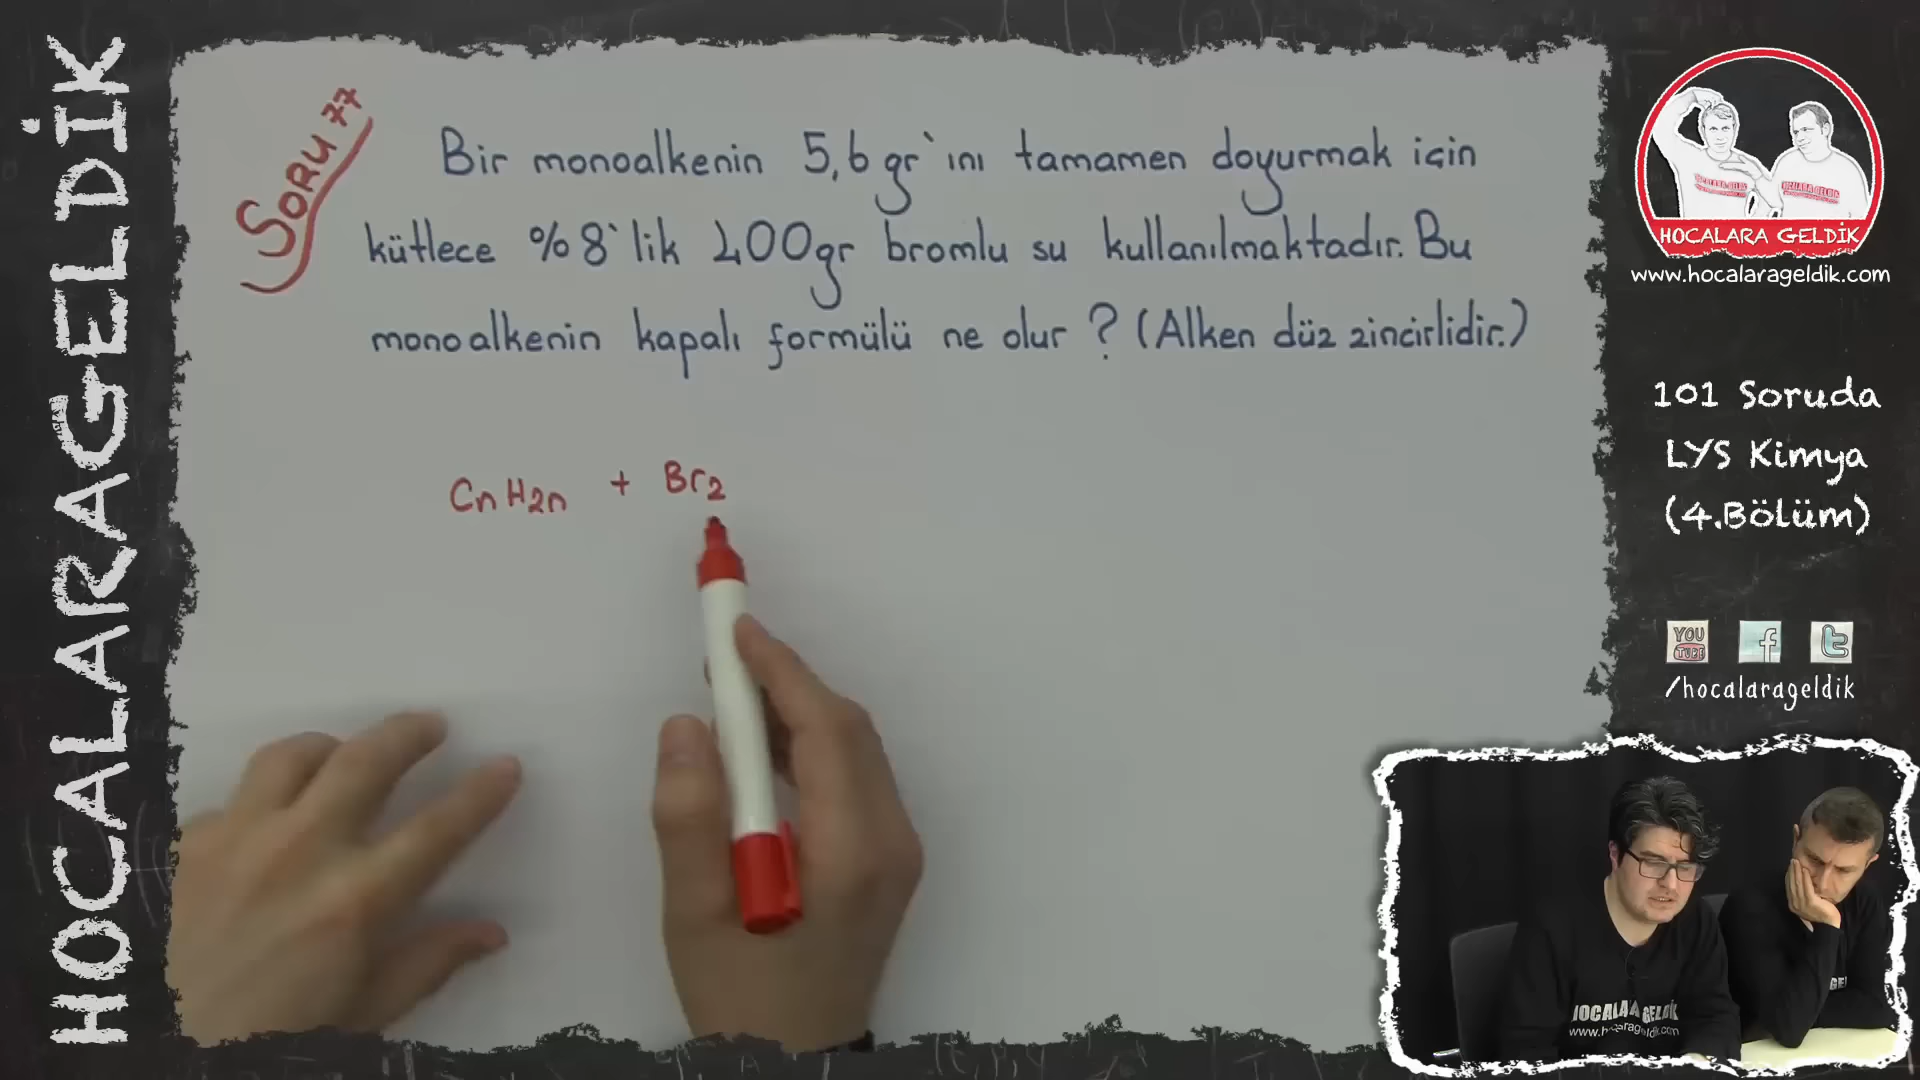 HOCALARAGELDİK
SORU 77
Bir monoalkenin 5,6 gr`ını tamamen doyurmak için
kütlece %8`lik 200gr bromlu su kullanılmaktadır. Bu
monoalkenin kapalı formülü ne olur ? (Alken düz zincirlidir.)
CnH2n + Br2
HOCALARA GELDİK
www.hocalarageldik.com
101 Soruda
LYS Kimya
(4.Bölüm)
YOU
TUBE
f
t
/hocalarageldik
HOCALARA GELDİK